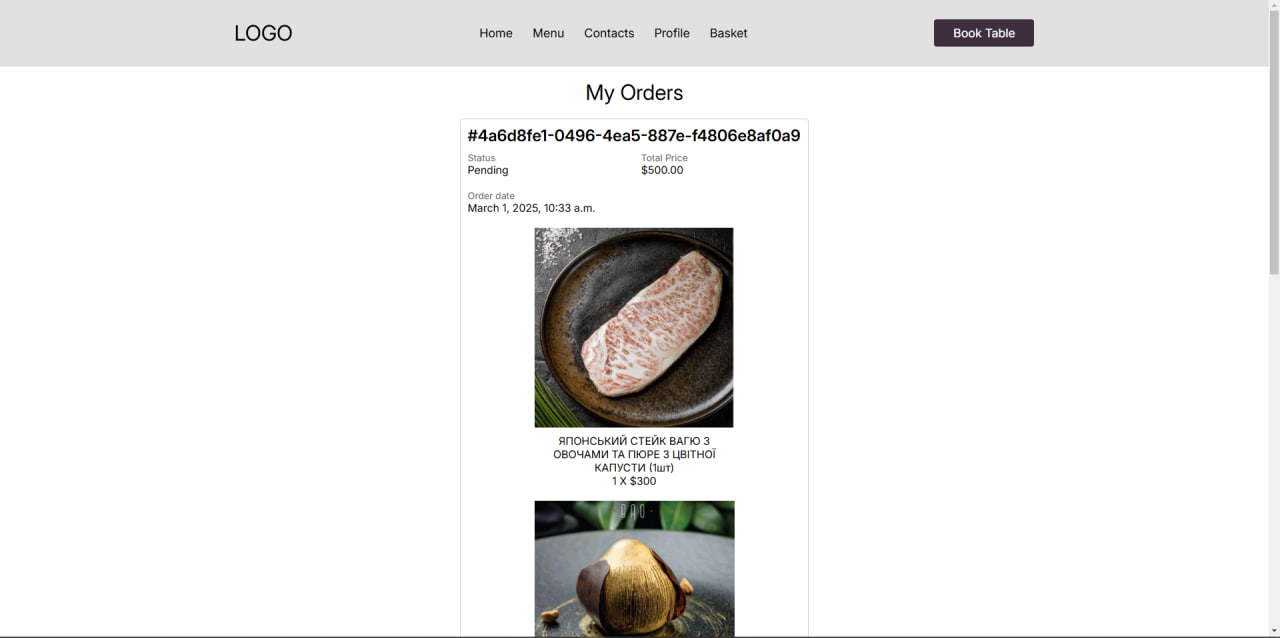 LOGO
Home
Menu
Contacts
Profile
Basket
Book Table
My Orders
#4a6d8fe1-0496-4ea5-887e-f4806e8af0a9
Status
Pending
Total Price
$500.00
Order date
March 1, 2025, 10:33 a.m.
ЯПОНСЬКИЙ СТЕЙК ВАГЮ З
ОВОЧАМИ ТА ПЮРЕ З ЦВІТНОЇ
КАПУСТИ (1шт)
1 X $300
BAO